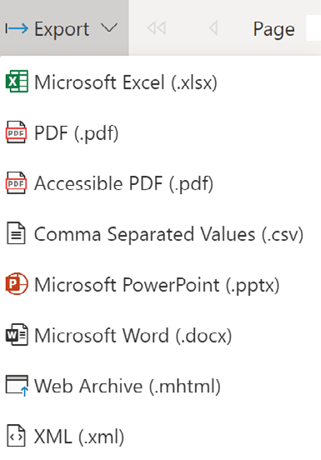 Export
Page
Microsoft Excel (.xlsx)
PDF (.pdf)
Accessible PDF (.pdf)
Comma Separated Values (.csv)
Microsoft PowerPoint (.pptx)
Microsoft Word (.docx)
Web Archive (.mhtml)
XML (.xml)